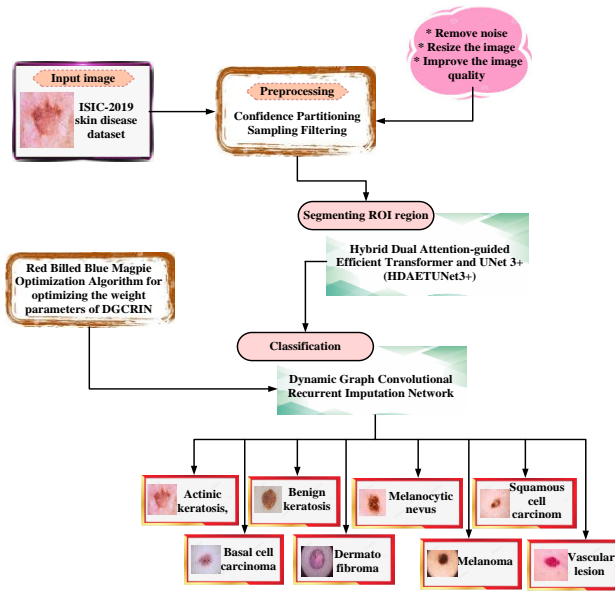 * Remove noise
* Resize the image
* Improve the image
quality
Input image
ISIC-2019
skin disease
dataset
Preprocessing
Confidence Partitioning
Sampling Filtering
Segmenting ROI region
Hybrid Dual Attention-guided
Efficient Transformer and UNet 3+
(HDAETUNet3+)
Red Billed Blue Magpie
Optimization Algorithm for
optimizing the weight
parameters of DGCRIN
Classification
Dynamic Graph Convolutional
Recurrent Imputation Network
Actinic
keratosis,
Benign
keratosis
Melanocytic
nevus
Squamous
cell
carcinom
Basal cell
carcinoma
Dermato
fibroma
Melanoma
Vascular
lesion